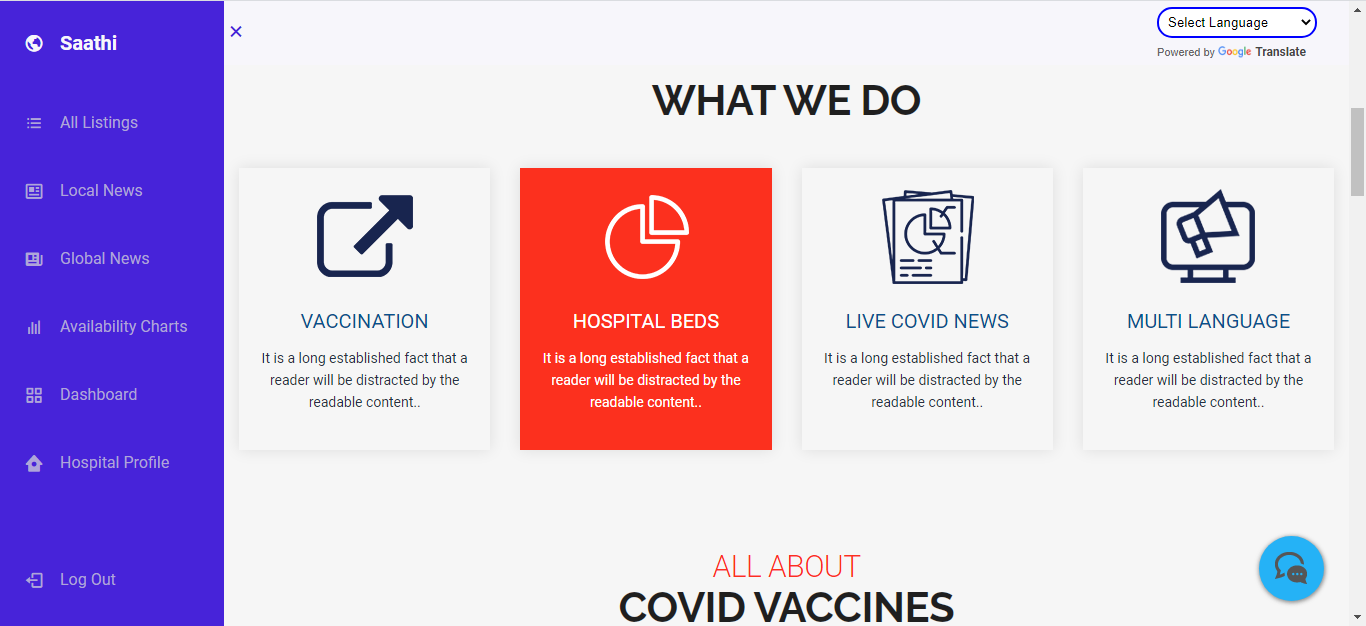 Saathi
All Listings
Local News
Global News
Availability Charts
Dashboard
Hospital Profile
Log Out
Select Language
Powered by Google Translate
WHAT WE DO
VACCINATION
It is a long established fact that a
reader will be distracted by the
readable content..
HOSPITAL BEDS
It is a long established fact that a
reader will be distracted by the
readable content..
LIVE COVID NEWS
It is a long established fact that a
reader will be distracted by the
readable content..
MULTI LANGUAGE
It is a long established fact that a
reader will be distracted by the
readable content..
ALL ABOUT
COVID VACCINES